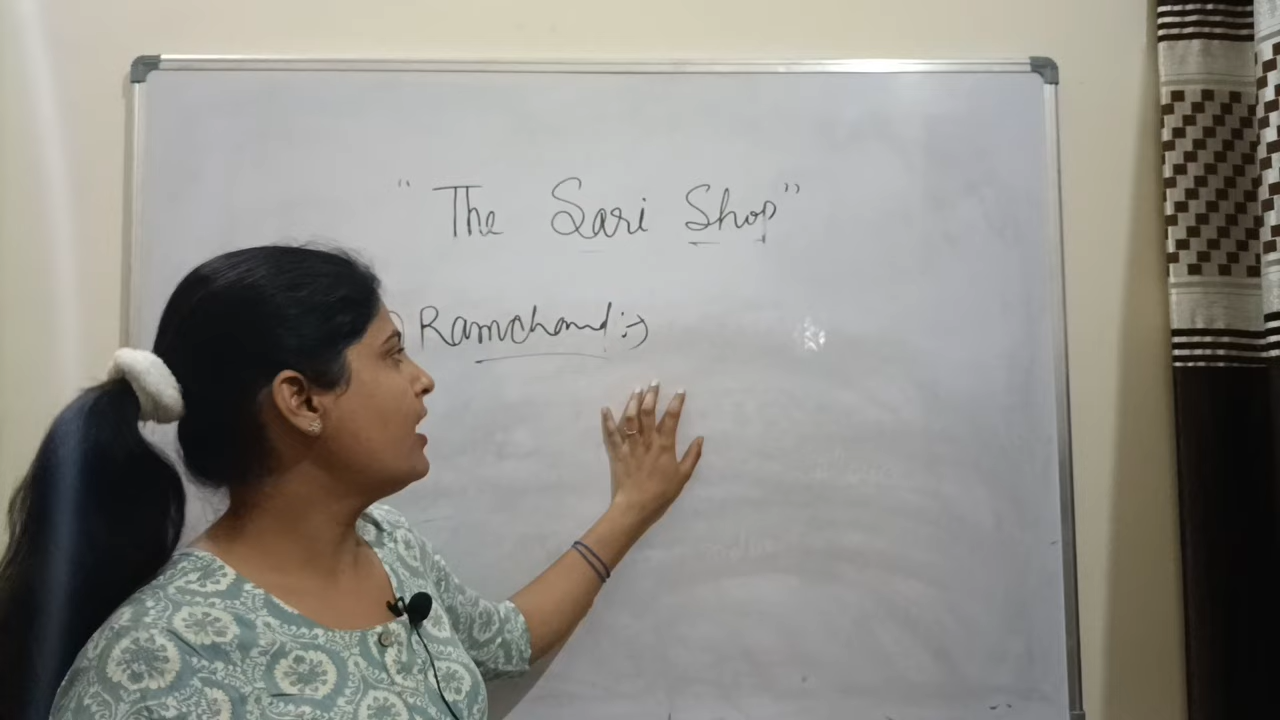 " The Sari Shop "
) Ramchand :→